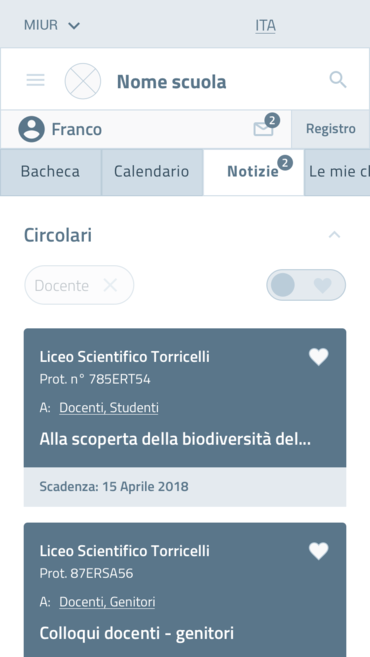 MIUR
ITA
Nome scuola
Franco
2
Registro
Bacheca
Calendario
Notizie
2
Le mie
Circolari
Docente
Liceo Scientifico Torricelli
Prot. n° 785ERT54
A: Docenti, Studenti
Alla scoperta della biodiversità del...
Scadenza: 15 Aprile 2018
Liceo Scientifico Torricelli
Prot. 87ERSA56
A: Docenti, Genitori
Colloqui docenti - genitori